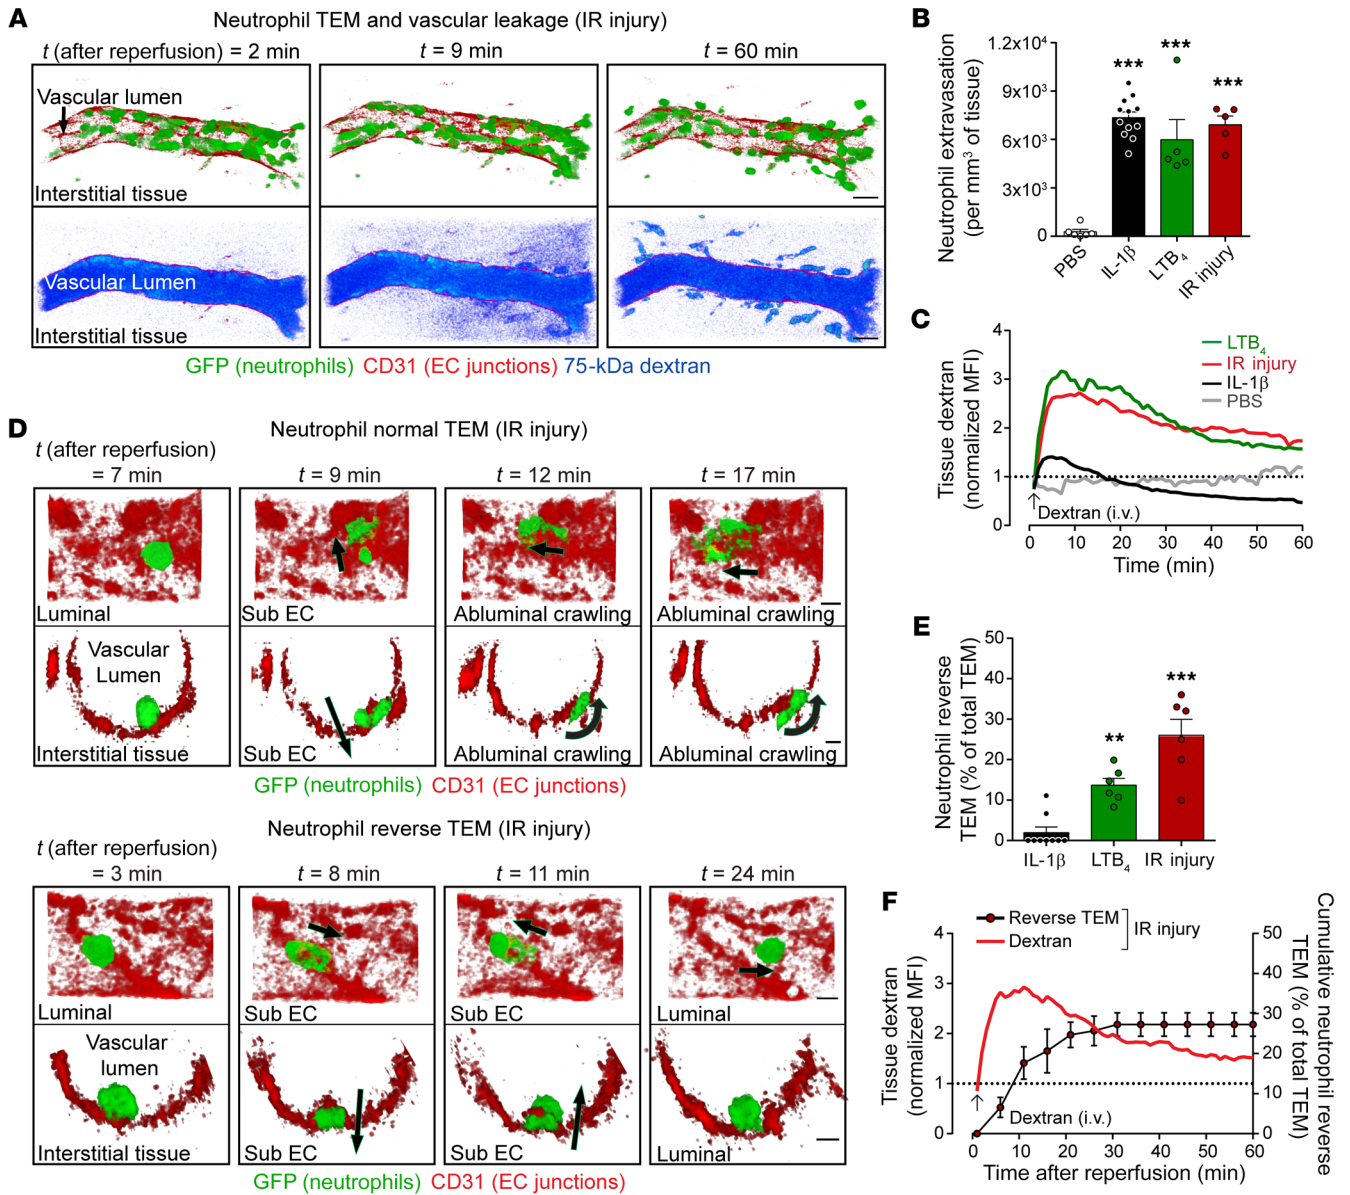 A
Neutrophil TEM and vascular leakage (IR injury)
t (after reperfusion) = 2 min
t = 9 min
t = 60 min
Vascular lumen
Interstitial tissue
Vascular Lumen
Interstitial tissue
GFP (neutrophils) CD31 (EC junctions) 75-kDa dextran
B
Neutrophil extravasation
(per mm³ of tissue)
1.2x10⁴
9x10³
6x10³
3x10³
0
***
***
***
PBS
IL-1β
LTB₄
IR injury
C
Tissue dextran
(normalized MFI)
4
3
2
1
0
LTB₄
IR injury
IL-1β
PBS
Dextran (i.v.)
0 10 20 30 40 50 60
Time (min)
D
Neutrophil normal TEM (IR injury)
t (after reperfusion)
= 7 min
t = 9 min
t = 12 min
t = 17 min
Luminal
Sub EC
Abluminal crawling
Abluminal crawling
Vascular
Lumen
Interstitial tissue
Sub EC
Abluminal crawling
Abluminal crawling
GFP (neutrophils) CD31 (EC junctions)
Neutrophil reverse TEM (IR injury)
t (after reperfusion)
= 3 min
t = 8 min
t = 11 min
t = 24 min
Luminal
Sub EC
Sub EC
Luminal
Vascular
lumen
Interstitial tissue
Sub EC
Sub EC
Luminal
GFP (neutrophils) CD31 (EC junctions)
E
Neutrophil reverse
TEM (% of total TEM)
50
40
30
20
10
0
**
***
IL-1β
LTB₄
IR injury
F
Reverse TEM
Dextran
IR injury
Tissue dextran
(normalized MFI)
4
3
2
1
0
Dextran (i.v.)
0 10 20 30 40 50 60
Time after reperfusion (min)
50
40
30
20
10
0
Cumulative neutrophil reverse
TEM (% of total TEM)